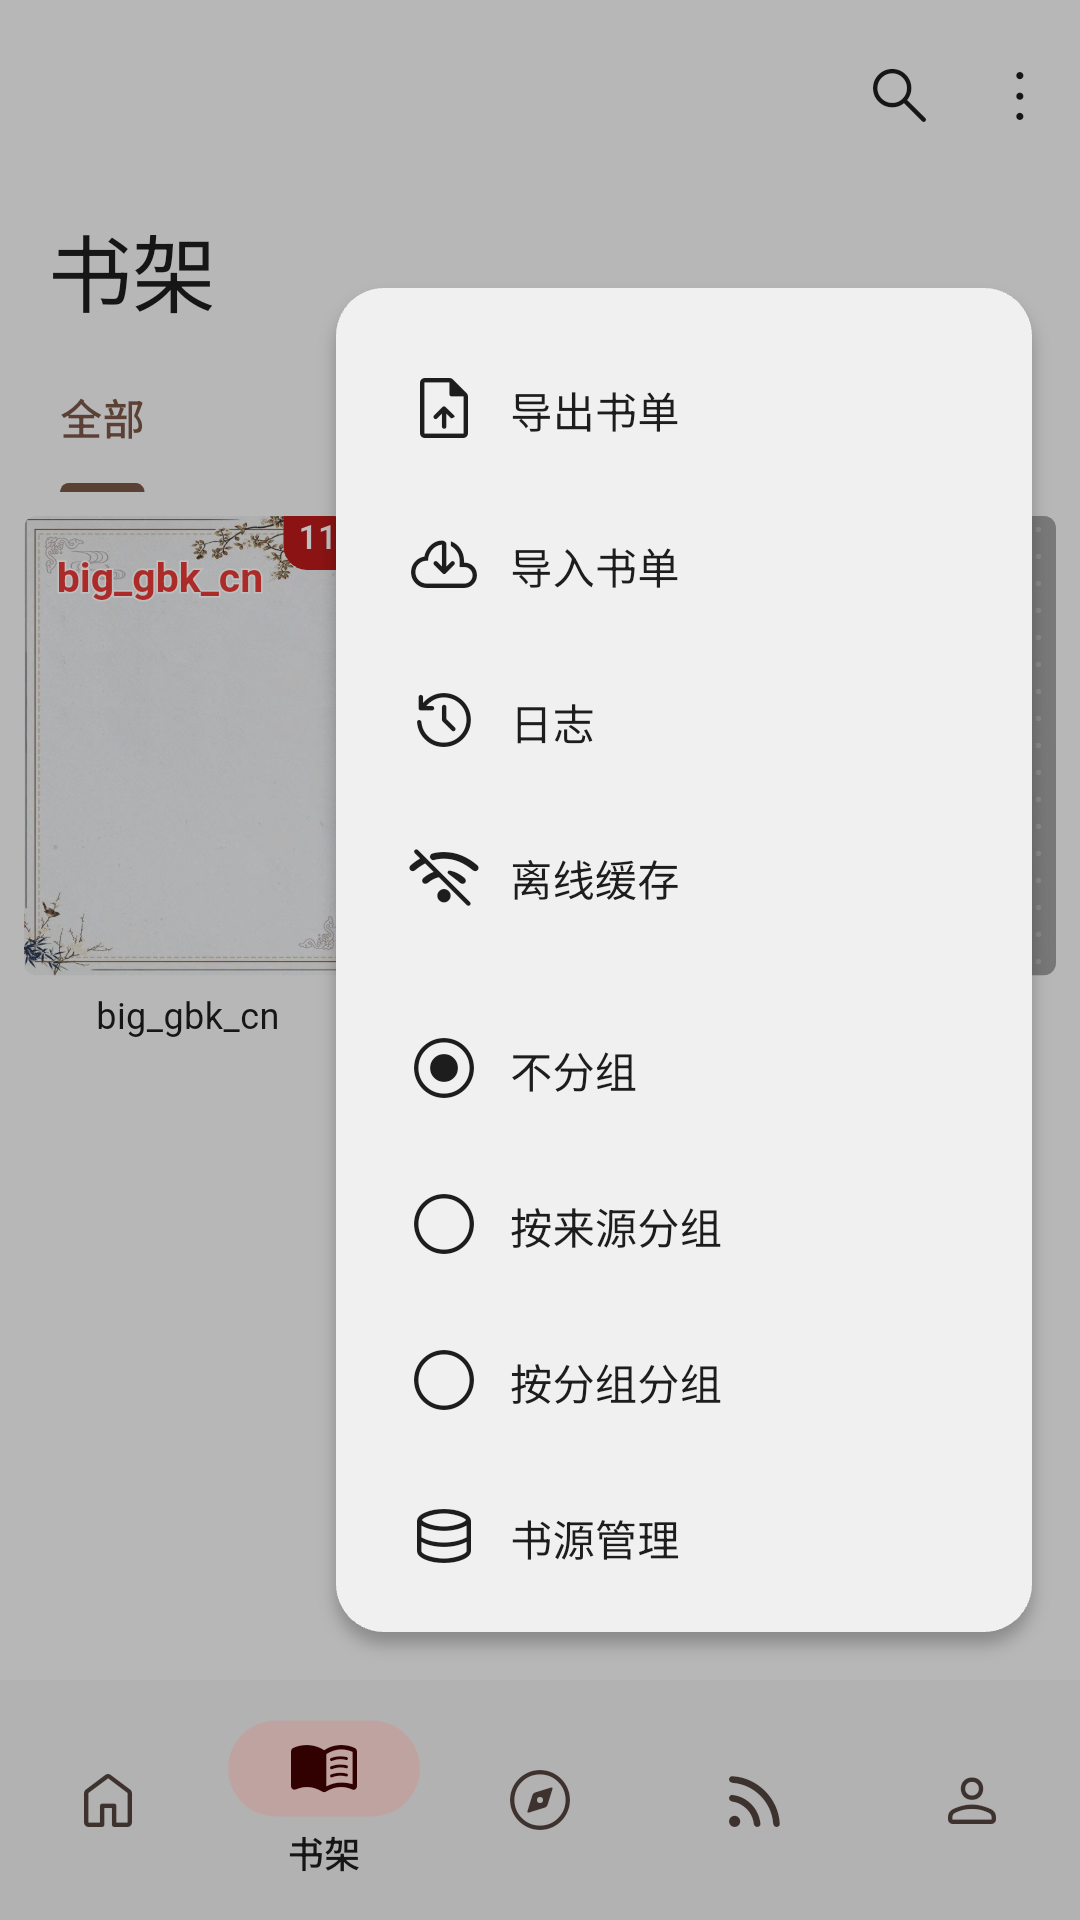 书架
全部
11
big_gbk_cn
big_gbk_cn
导出书单
导入书单
日志
离线缓存
不分组
按来源分组
按分组分组
书源管理
书架